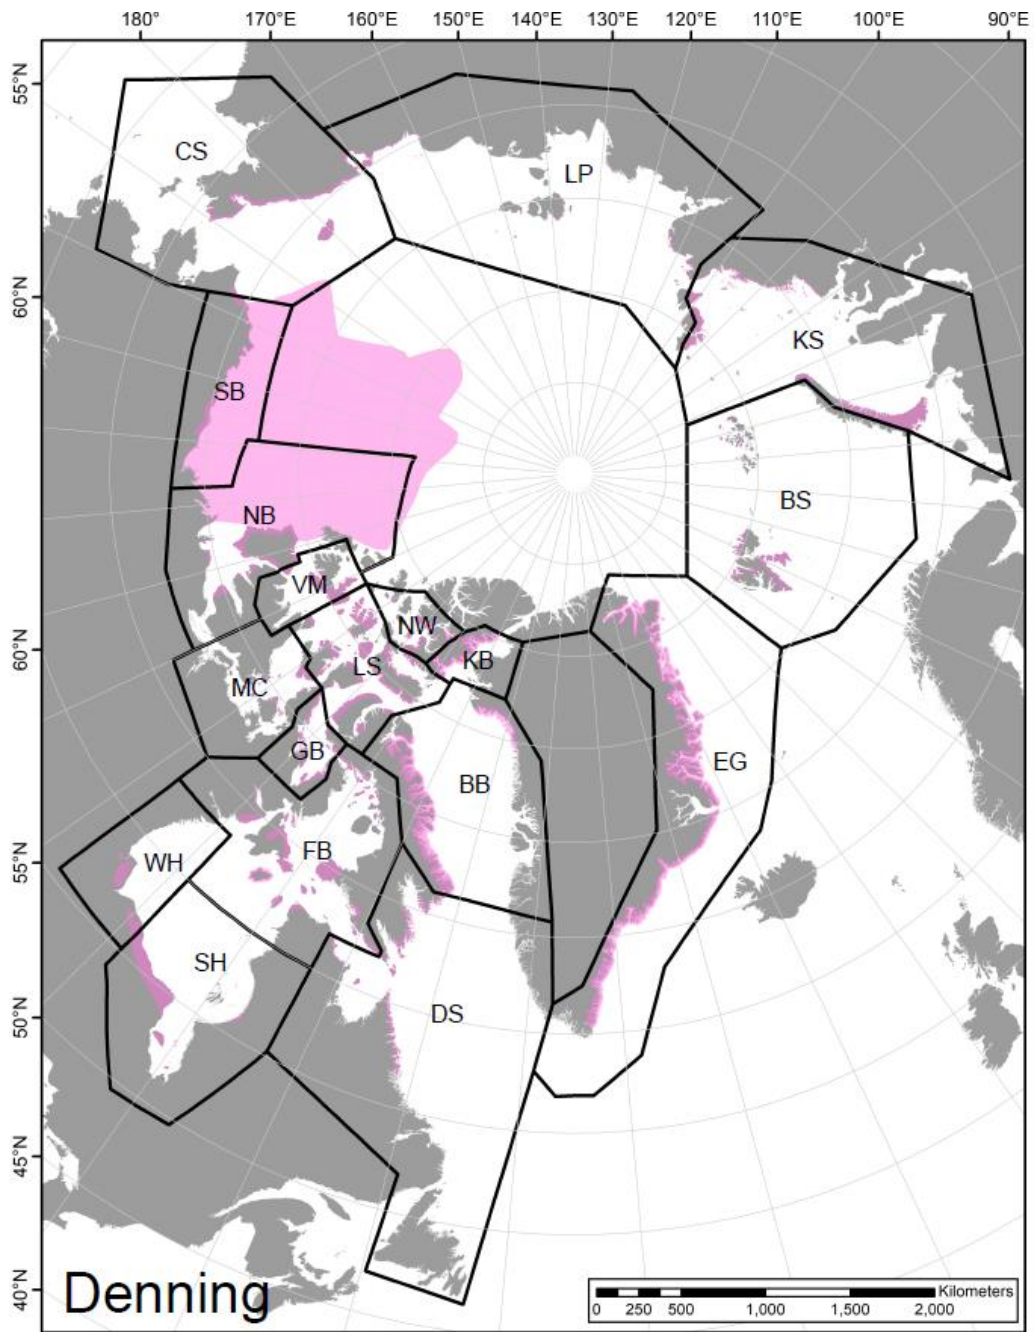 180° 170°E 160°E 150°E 140°E 130°E 120°E 110°E 100°E 90°E
55°N
CS
LP
60°N
KS
SB
BS
NB
VM
NW
60°N
LS
KB
MC
GB
EG
BB
55°N
WH
FB
SH
50°N
DS
45°N
40°N
Denning
Kilometers
0 250 500 1,000 1,500 2,000